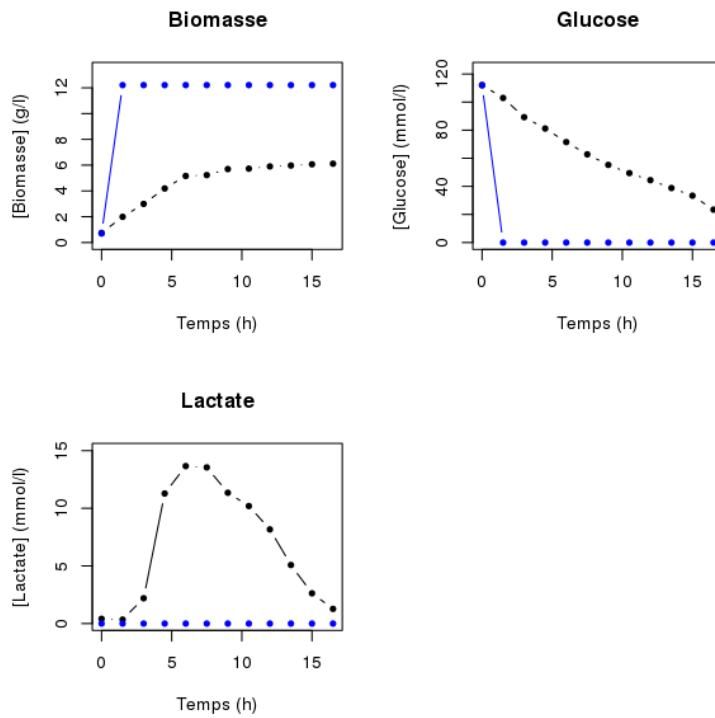 Biomasse
[Biomasse] (g/l)
0
2
4
6
8
12
0
5
10
15
Temps (h)
Glucose
[Glucose] (mmol/l)
0
40
80
120
0
5
10
15
Temps (h)
Lactate
[Lactate] (mmol/l)
0
5
10
15
0
5
10
15
Temps (h)